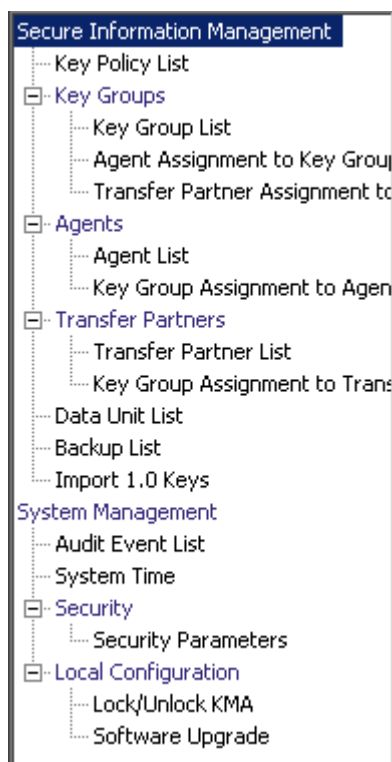 Secure Information Management
Key Policy List
Key Groups
Key Group List
Agent Assignment to Key
Transfer Partner Assignment
Agents
Agent List
Key Group Assignment to
Transfer Partners
Transfer Partner List
Key Group Assignment to
Data Unit List
Backup List
Import 1.0 Keys
System Management
Audit Event List
System Time
Security
Security Parameters
Local Configuration
Lock/Unlock KMA
Software Upgrade